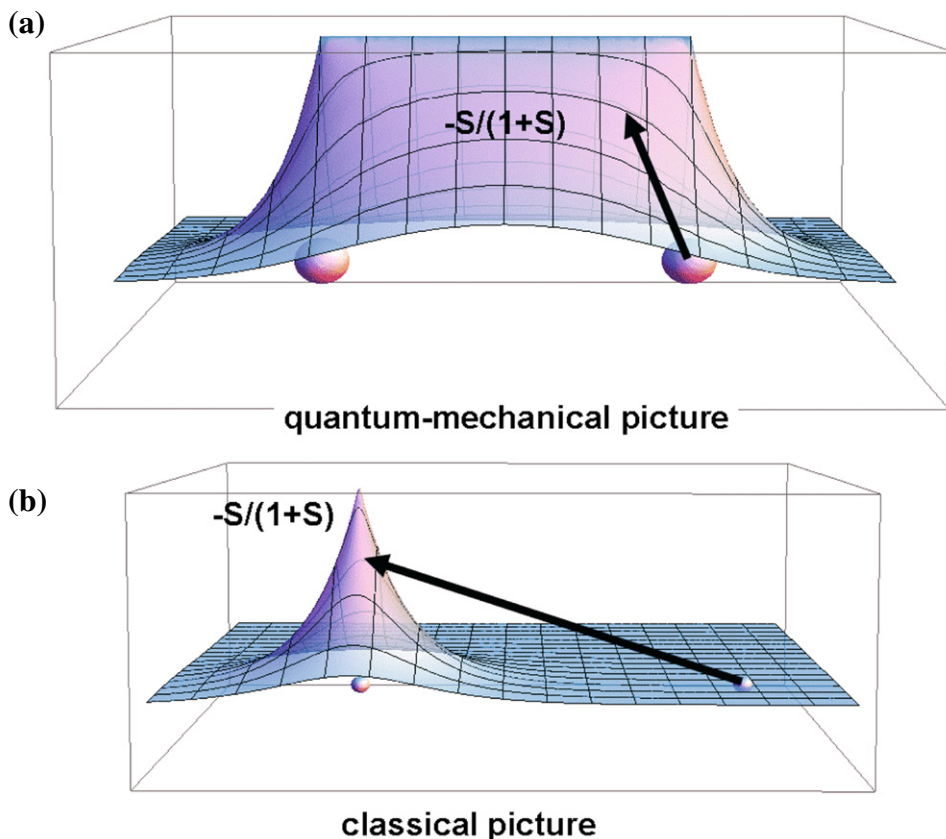 (a)
-S/(1+S)
quantum-mechanical picture
(b)
-S/(1+S)
classical picture